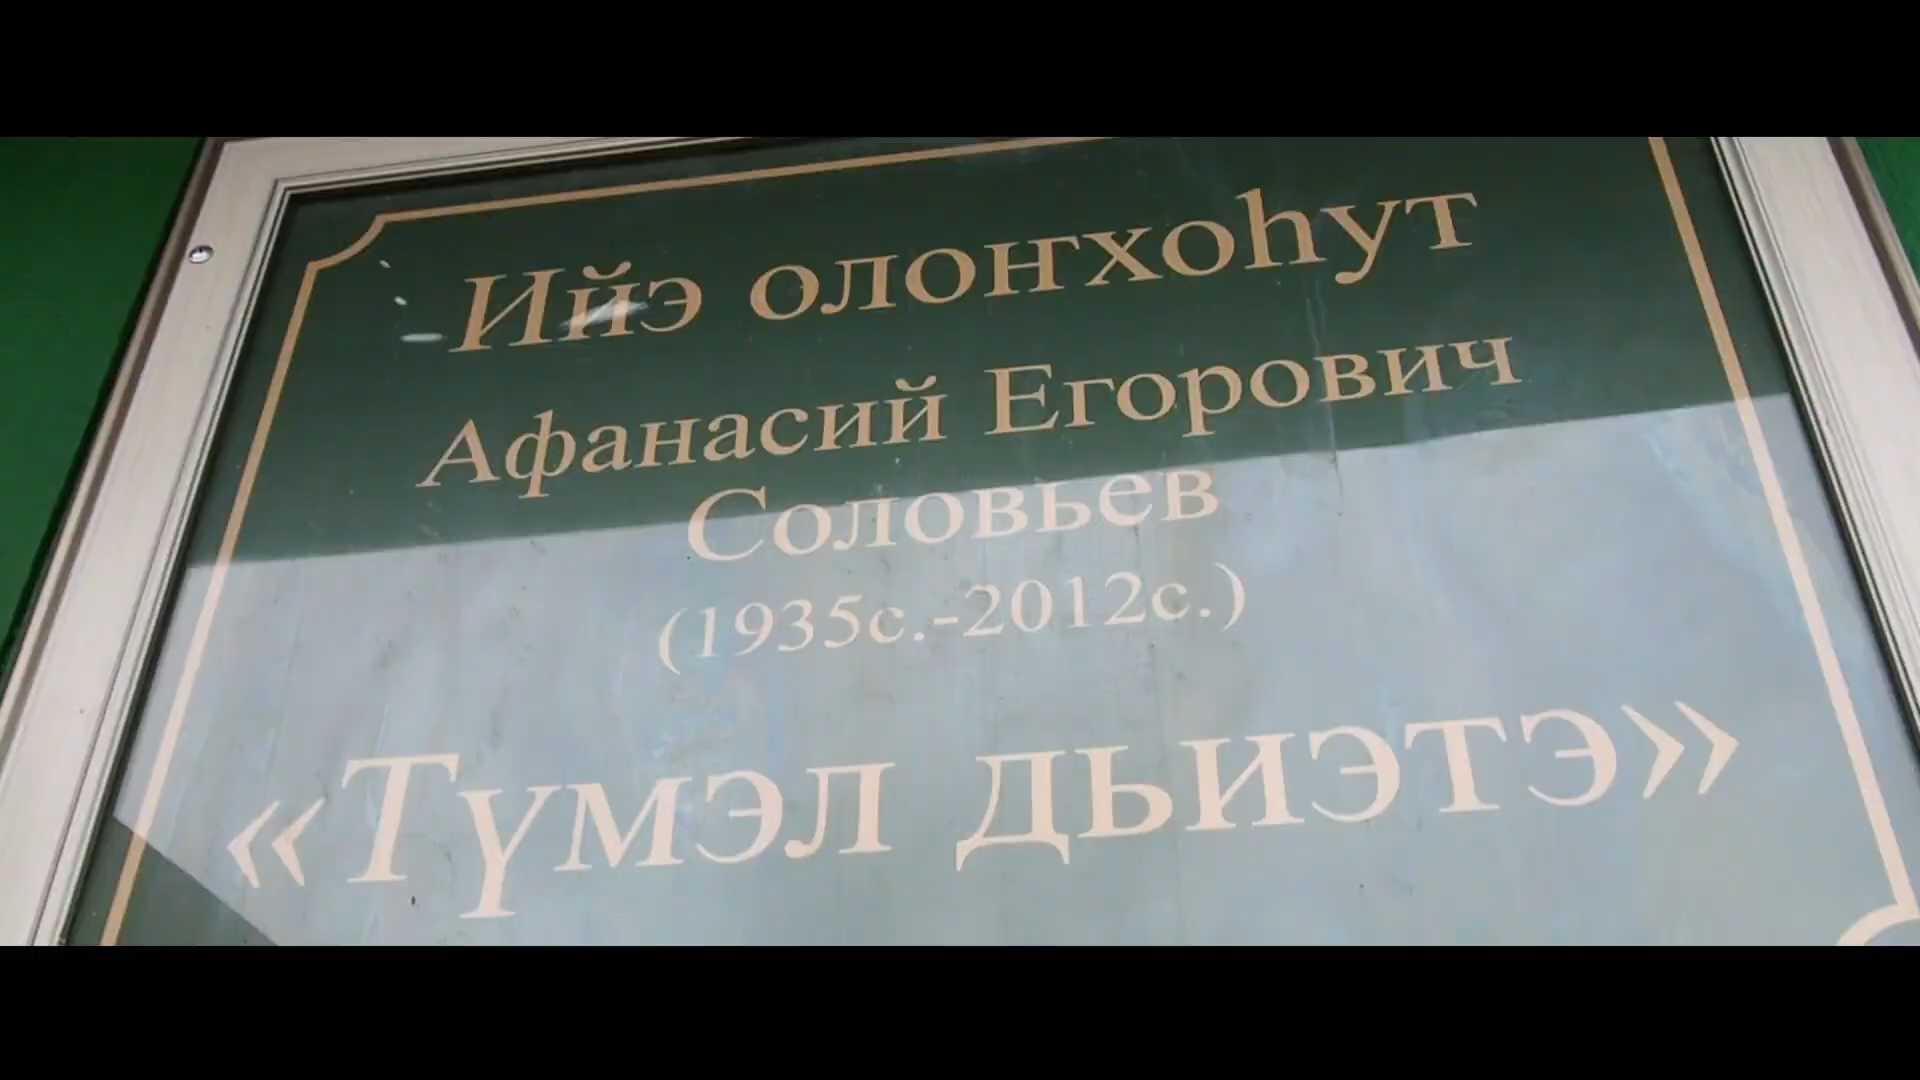 Ийэ олоҥхоһут
Афанасий Егорович
Соловьев
(1935с.-2012с.)
«Түмэл дьиэтэ»